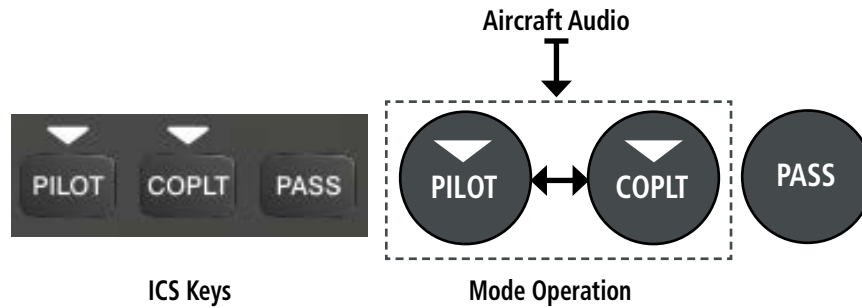 Aircraft Audio
PILOT COPLT PASS
PILOT COPLT PASS
ICS Keys
Mode Operation